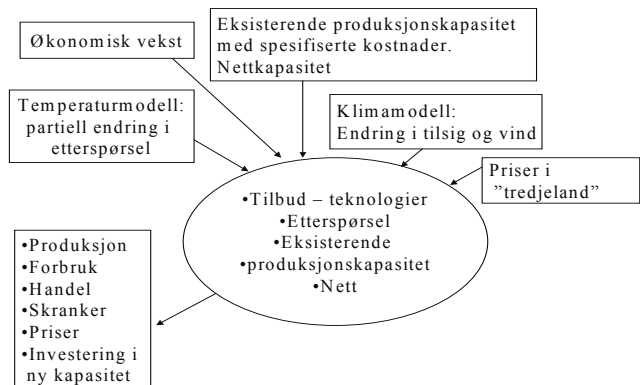 Økonomisk vekst
Eksisterende produksjonskapasitet
med spesifiserte kostnader.
Nettkapasitet
Temperaturmodell:
partiell endring i
etterspørsel
Klimamodell:
Endring i tilsig og vind
Priser i
”tredjeland”
•Tilbud – teknologier
•Etterspørsel
•Eksisterende
•produksjonskapasitet
•Nett
•Produksjon
•Forbruk
•Handel
•Skranker
•Priser
•Investering i
ny kapasitet